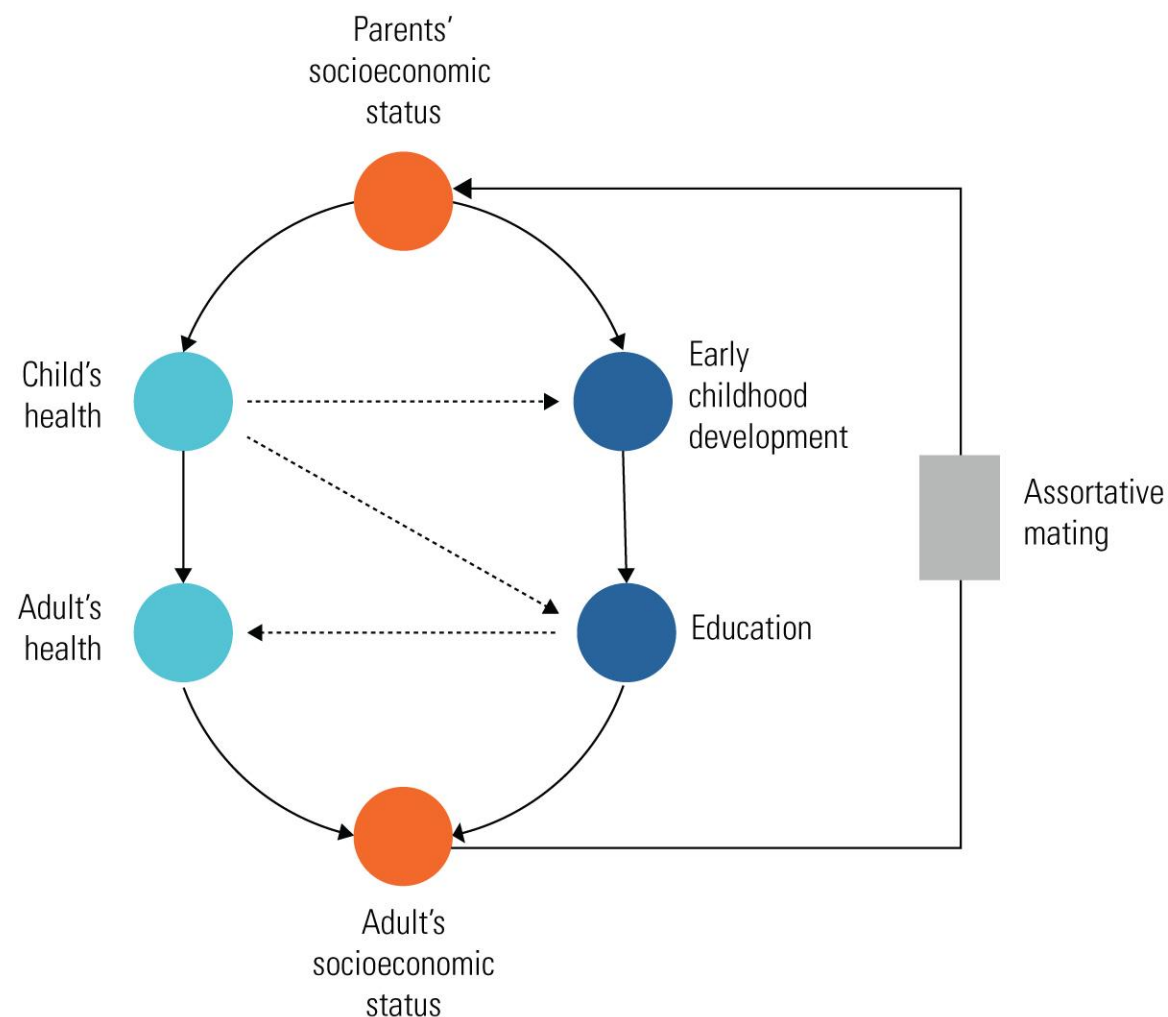 Parents’
socioeconomic
status
Child’s
health
Early
childhood
development
Assortative
mating
Adult’s
health
Education
Adult’s
socioeconomic
status